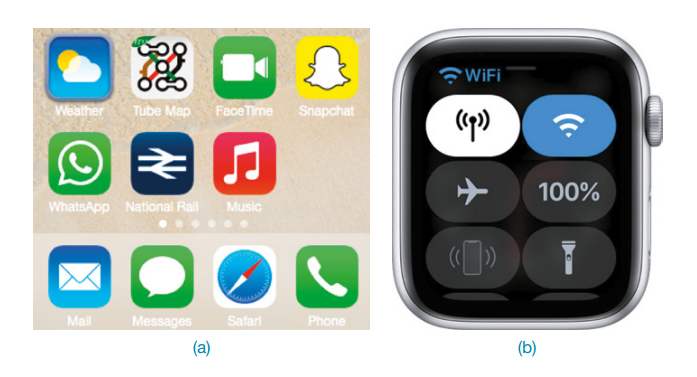 Weather Tube Map FaceTime Snapchat
WhatsApp National Rail Music
Mail Messages Safari Phone
(a)
WiFi
100%
(b)